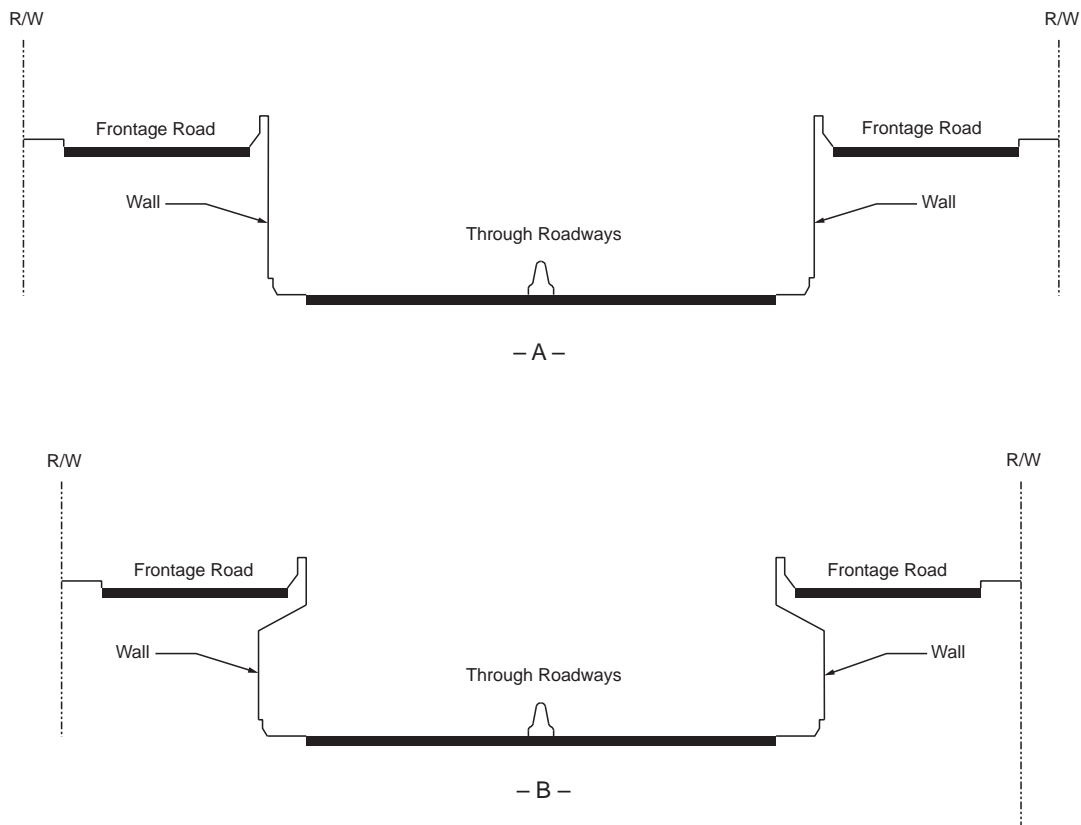 R/W
R/W
Frontage Road
Frontage Road
Wall
Wall
Through Roadways
– A –
R/W
R/W
Frontage Road
Frontage Road
Wall
Wall
Through Roadways
– B –